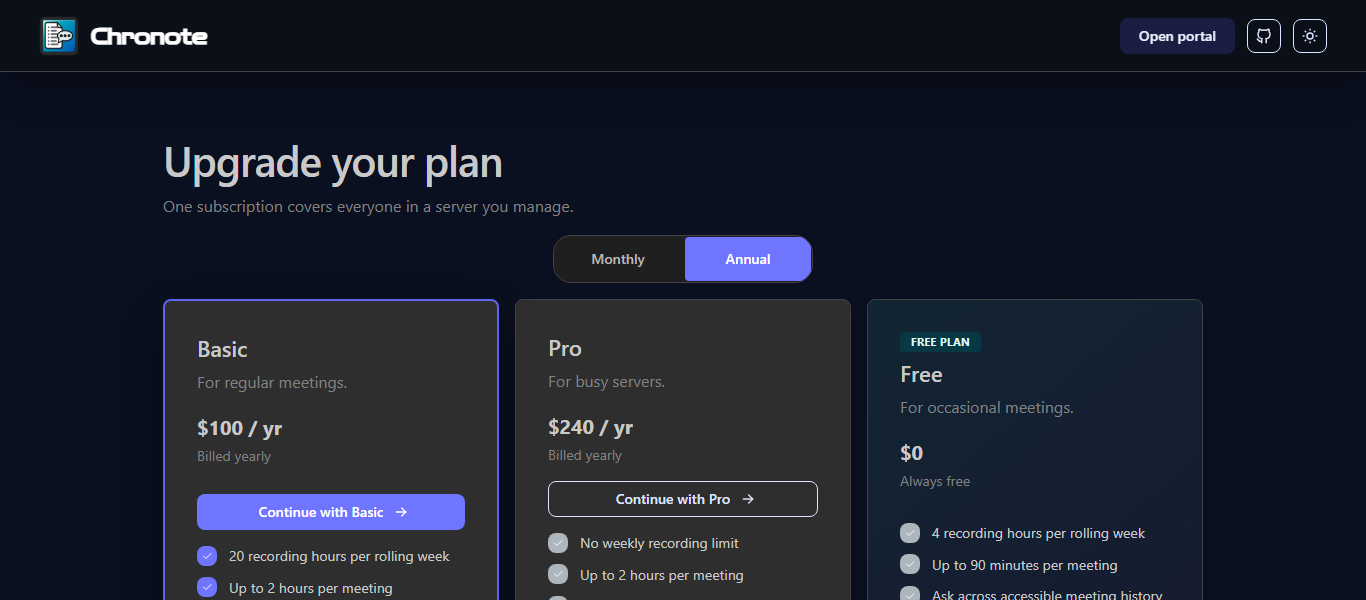 Chronote
Open portal
Upgrade your plan
One subscription covers everyone in a server you manage.
Monthly
Annual
Basic
For regular meetings.
$100 / yr
Billed yearly
Continue with Basic →
20 recording hours per rolling week
Up to 2 hours per meeting
Pro
For busy servers.
$240 / yr
Billed yearly
Continue with Pro →
No weekly recording limit
Up to 2 hours per meeting
FREE PLAN
Free
For occasional meetings.
$0
Always free
4 recording hours per rolling week
Up to 90 minutes per meeting
Ask across accessible meeting history